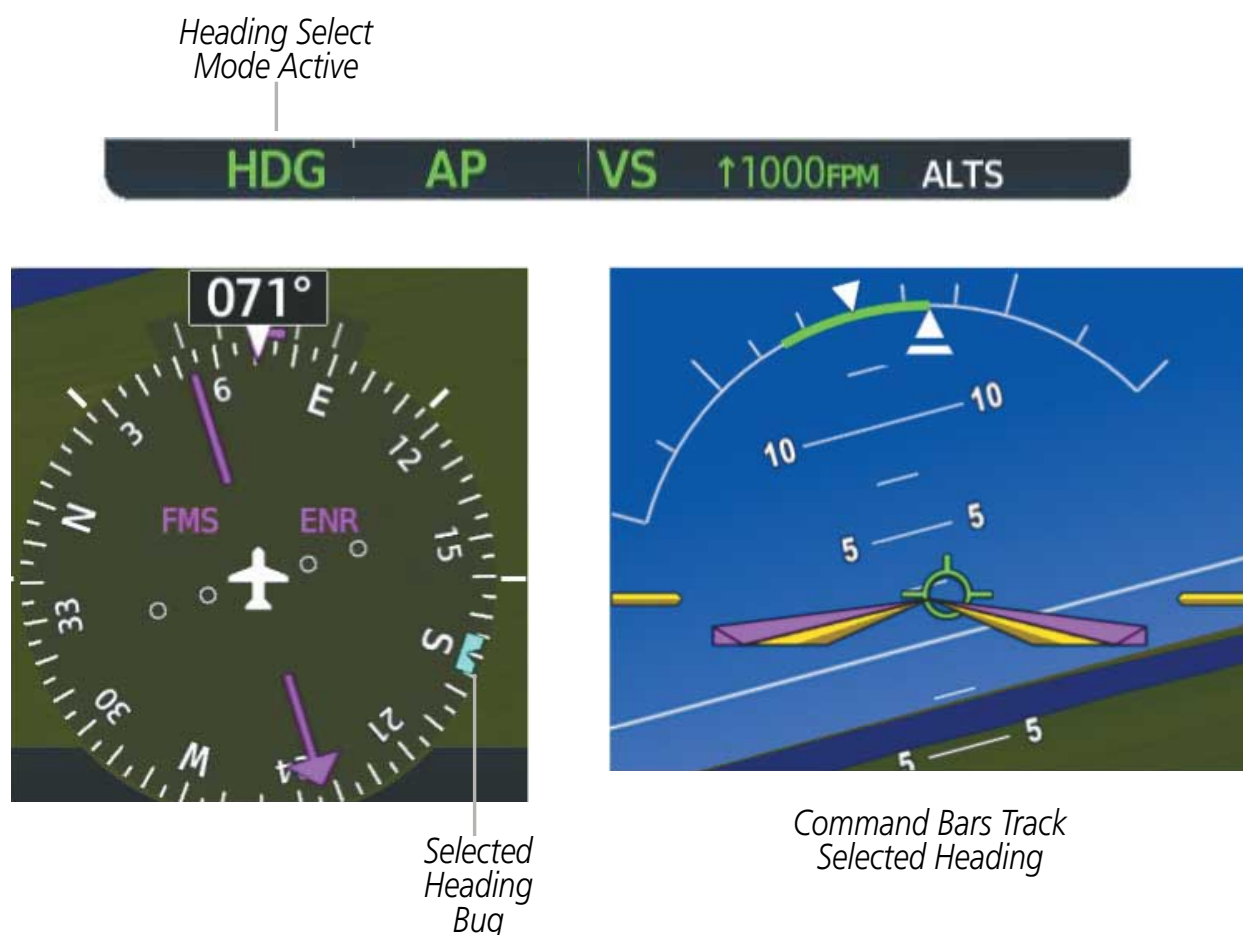 Heading Select
Mode Active
HDG AP VS ↑1000FPM ALTS
071°
3 6 E 12 15 S 21 24 W 30 33 N
FMS ENR
10 10
5 5
5 5
Selected
Heading
Bug
Command Bars Track
Selected Heading